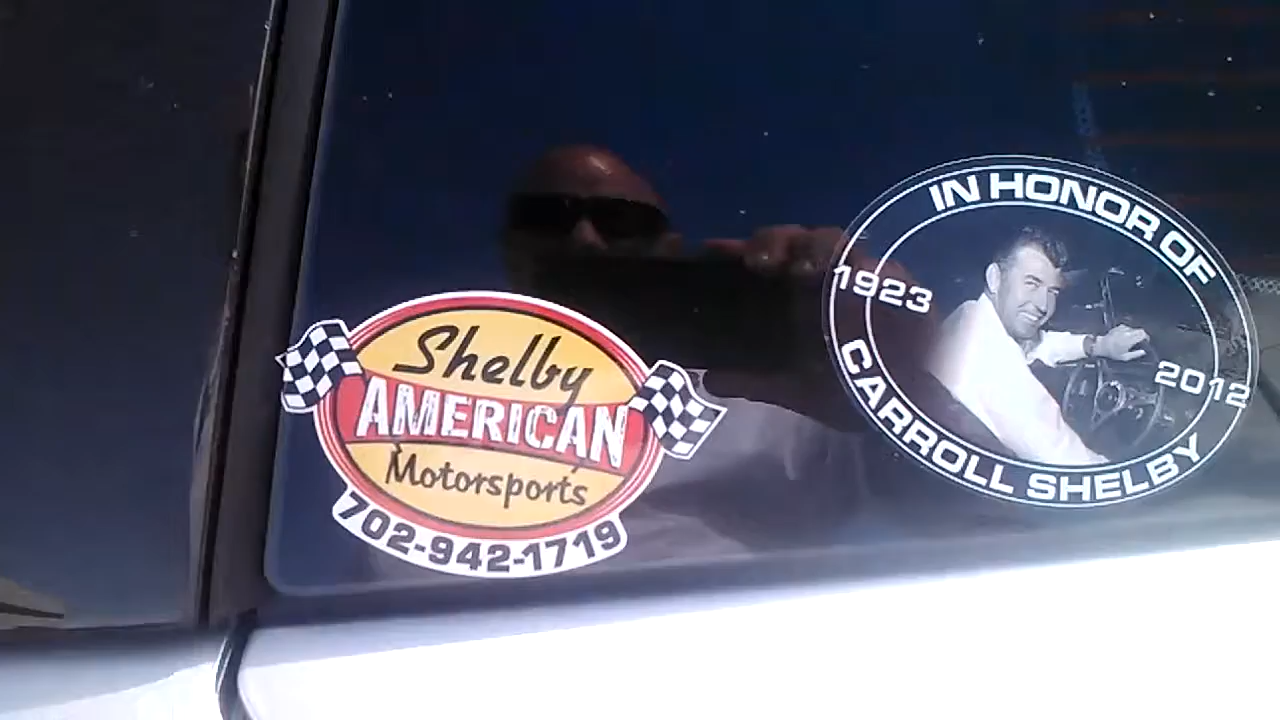 Shelby
AMERICAN
Motorsports
702-942-1719
IN HONOR OF
1923
2012
CARROLL SHELBY